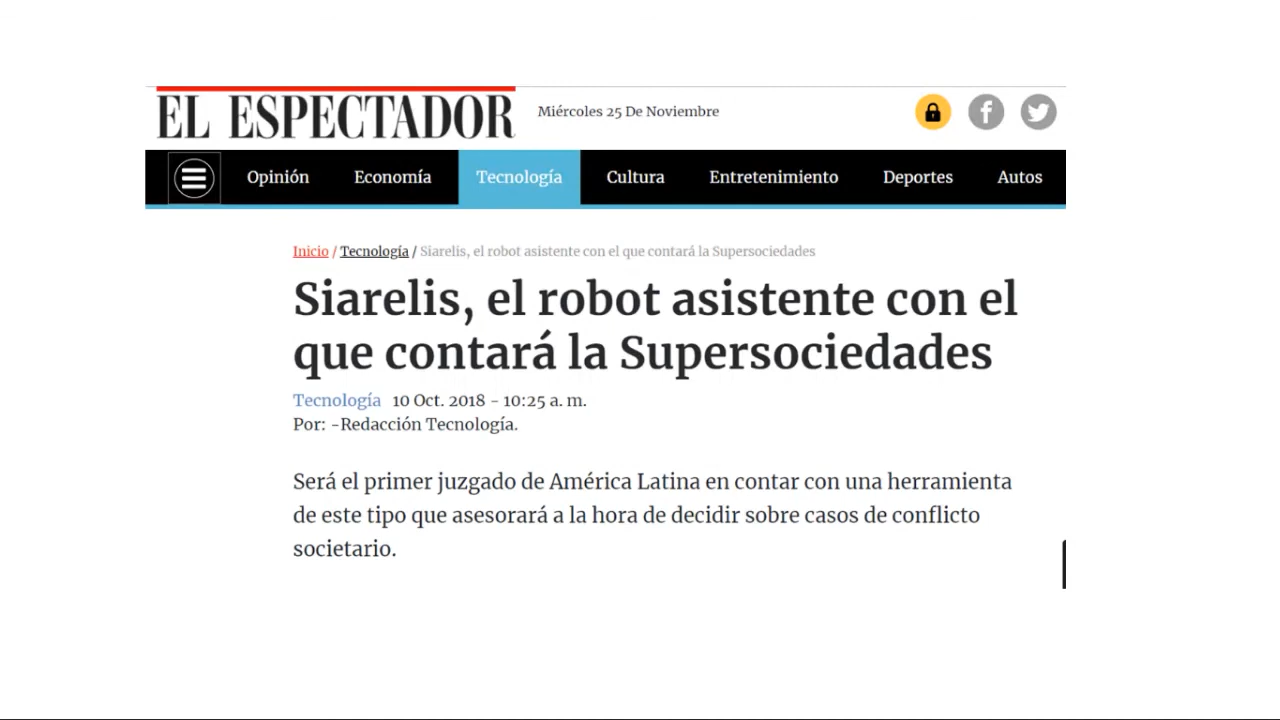 EL ESPECTADOR
Miércoles 25 De Noviembre
Opinión Economía Tecnología Cultura Entretenimiento Deportes Autos
Inicio / Tecnología / Siarelis, el robot asistente con el que contará la Supersociedades
Siarelis, el robot asistente con el
que contará la Supersociedades
Tecnología 10 Oct. 2018 - 10:25 a. m.
Por: -Redacción Tecnología.
Será el primer juzgado de América Latina en contar con una herramienta
de este tipo que asesorará a la hora de decidir sobre casos de conflicto
societario.